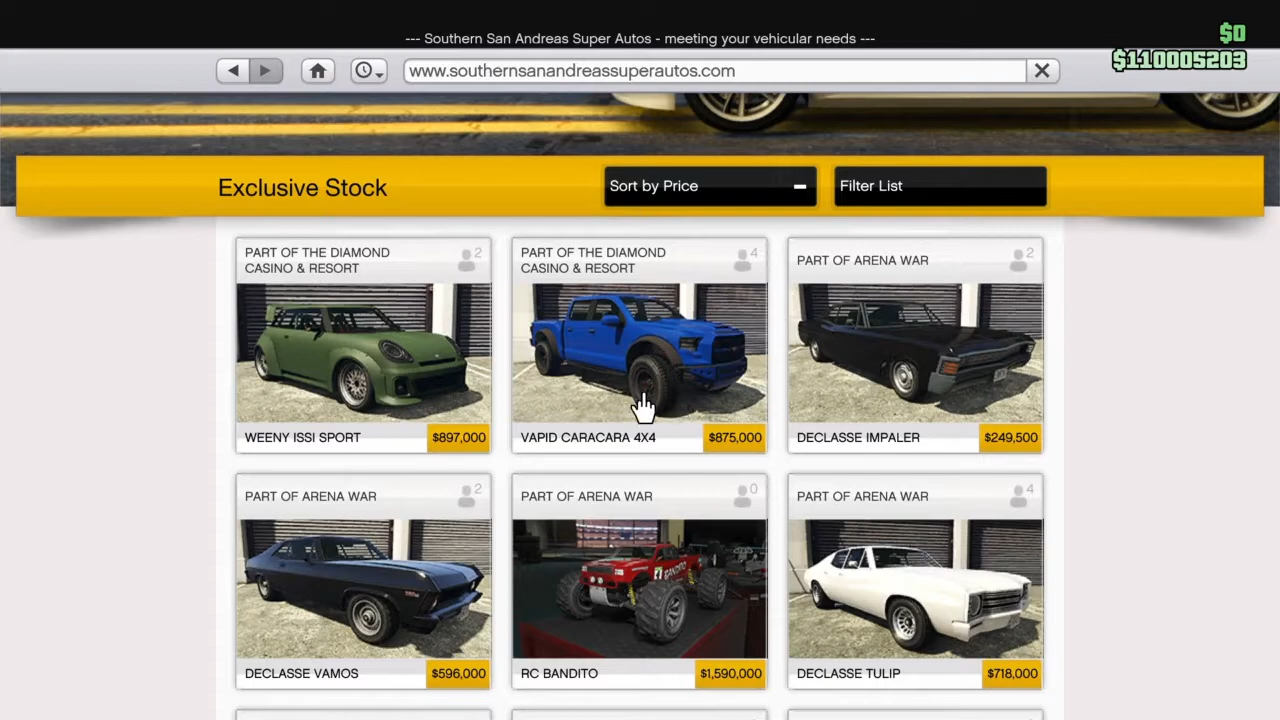 --- Southern San Andreas Super Autos - meeting your vehicular needs ---
$0
www.southernsanandreassuperautos.com
$110005203
Exclusive Stock
Sort by Price
Filter List
PART OF THE DIAMOND
CASINO & RESORT
2
PART OF THE DIAMOND
CASINO & RESORT
4
PART OF ARENA WAR
2
WEENY ISSI SPORT
$897,000
VAPID CARACARA 4X4
$875,000
DECLASSE IMPALER
$249,500
PART OF ARENA WAR
2
PART OF ARENA WAR
0
PART OF ARENA WAR
4
BANDITO
DECLASSE VAMOS
$596,000
RC BANDITO
$1,590,000
DECLASSE TULIP
$718,000